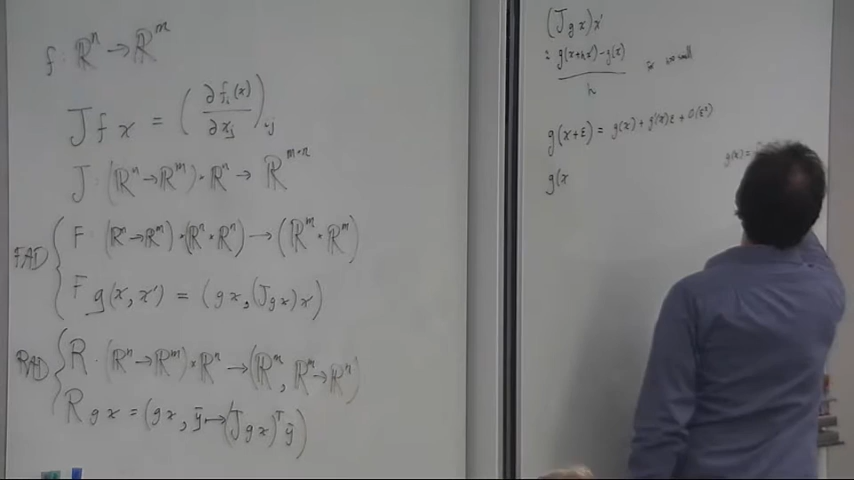 f : ℝⁿ → ℝᵐ
J f x = ( ∂fᵢ(x) / ∂xⱼ )ᵢⱼ
J : (ℝⁿ → ℝᵐ) × ℝⁿ → ℝᵐ×ⁿ
FAD { F : (ℝⁿ → ℝᵐ) × (ℝⁿ × ℝⁿ) → (ℝᵐ × ℝᵐ)
F g (x, x') = (g x, (J g x) x')
RAD { R : (ℝⁿ → ℝᵐ) × ℝⁿ → (ℝᵐ, ℝᵐ → ℝⁿ)
R g x = (g x, ȳ ↦ (J g x)ᵀ ȳ)
(J g x) x'
g(x+hx') - g(x)
h
g(x+ε) = g(x) + g'(x)ε + O(ε²)
g(x
g(x) =